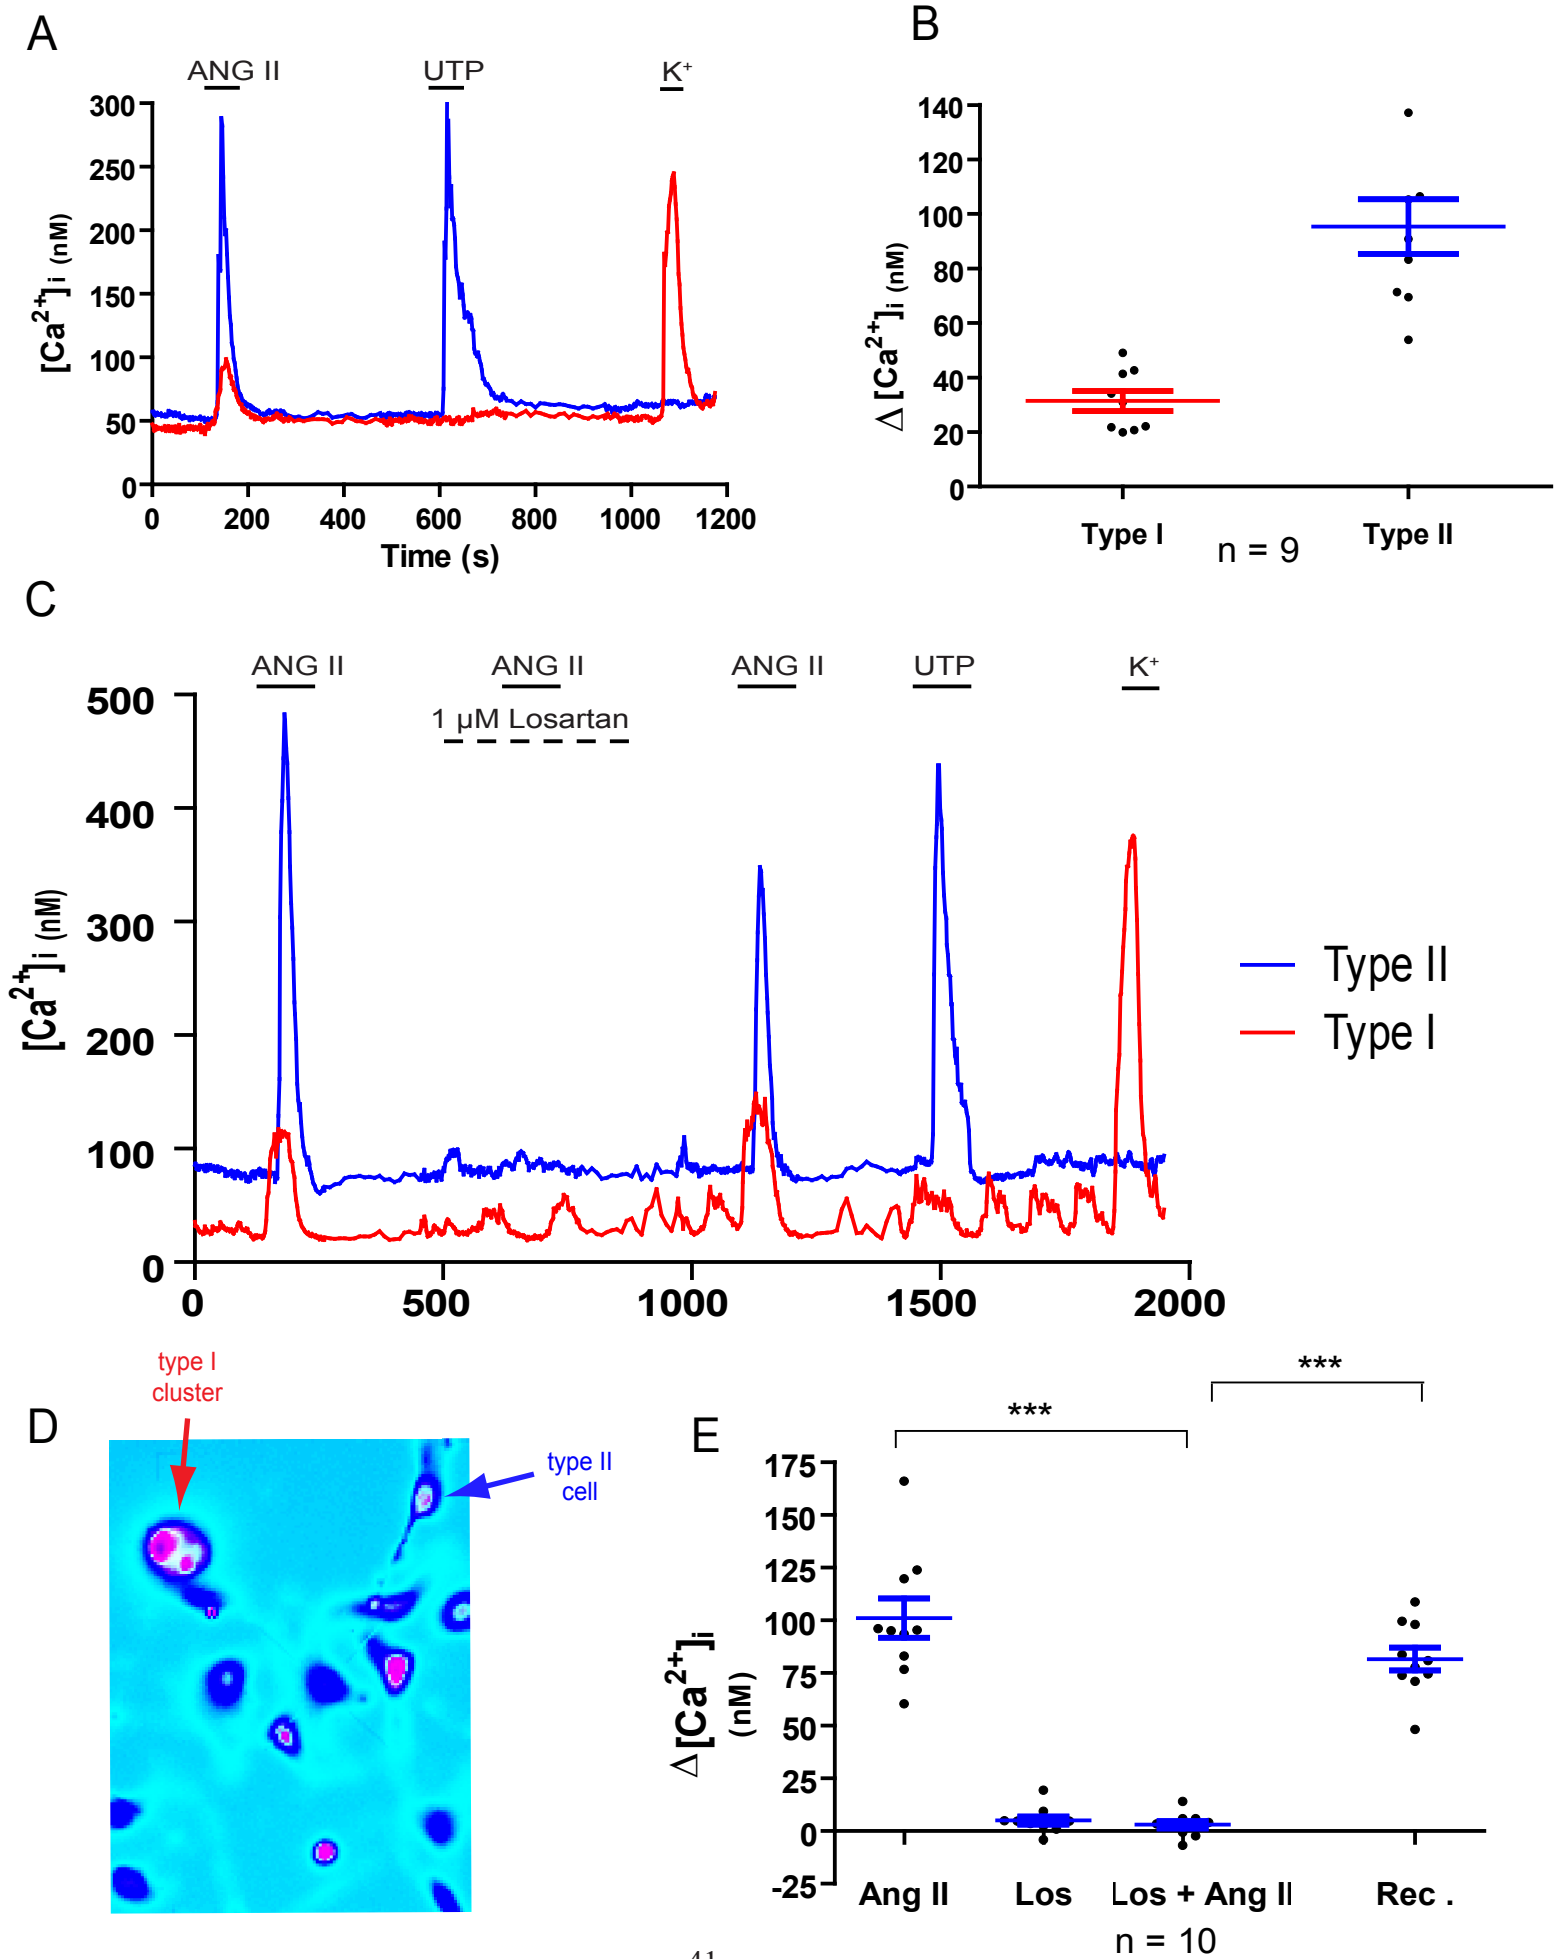 A
ANG II
UTP
K+
300
250
200
150
100
50
0
[Ca2+]i (nM)
0 200 400 600 800 1000 1200
Time (s)
B
140
120
100
80
60
40
20
0
Δ [Ca2+]i (nM)
Type I
Type II
n = 9
C
ANG II
ANG II
ANG II
UTP
K+
1 µM Losartan
500
400
300
200
100
0
[Ca2+]i (nM)
0 500 1000 1500 2000
Type II
Type I
D
type I
cluster
type II
cell
E
***
***
175
150
125
100
75
50
25
0
-25
Δ[Ca2+]i
(nM)
Ang II
Los
Los + Ang II
Rec .
n = 10